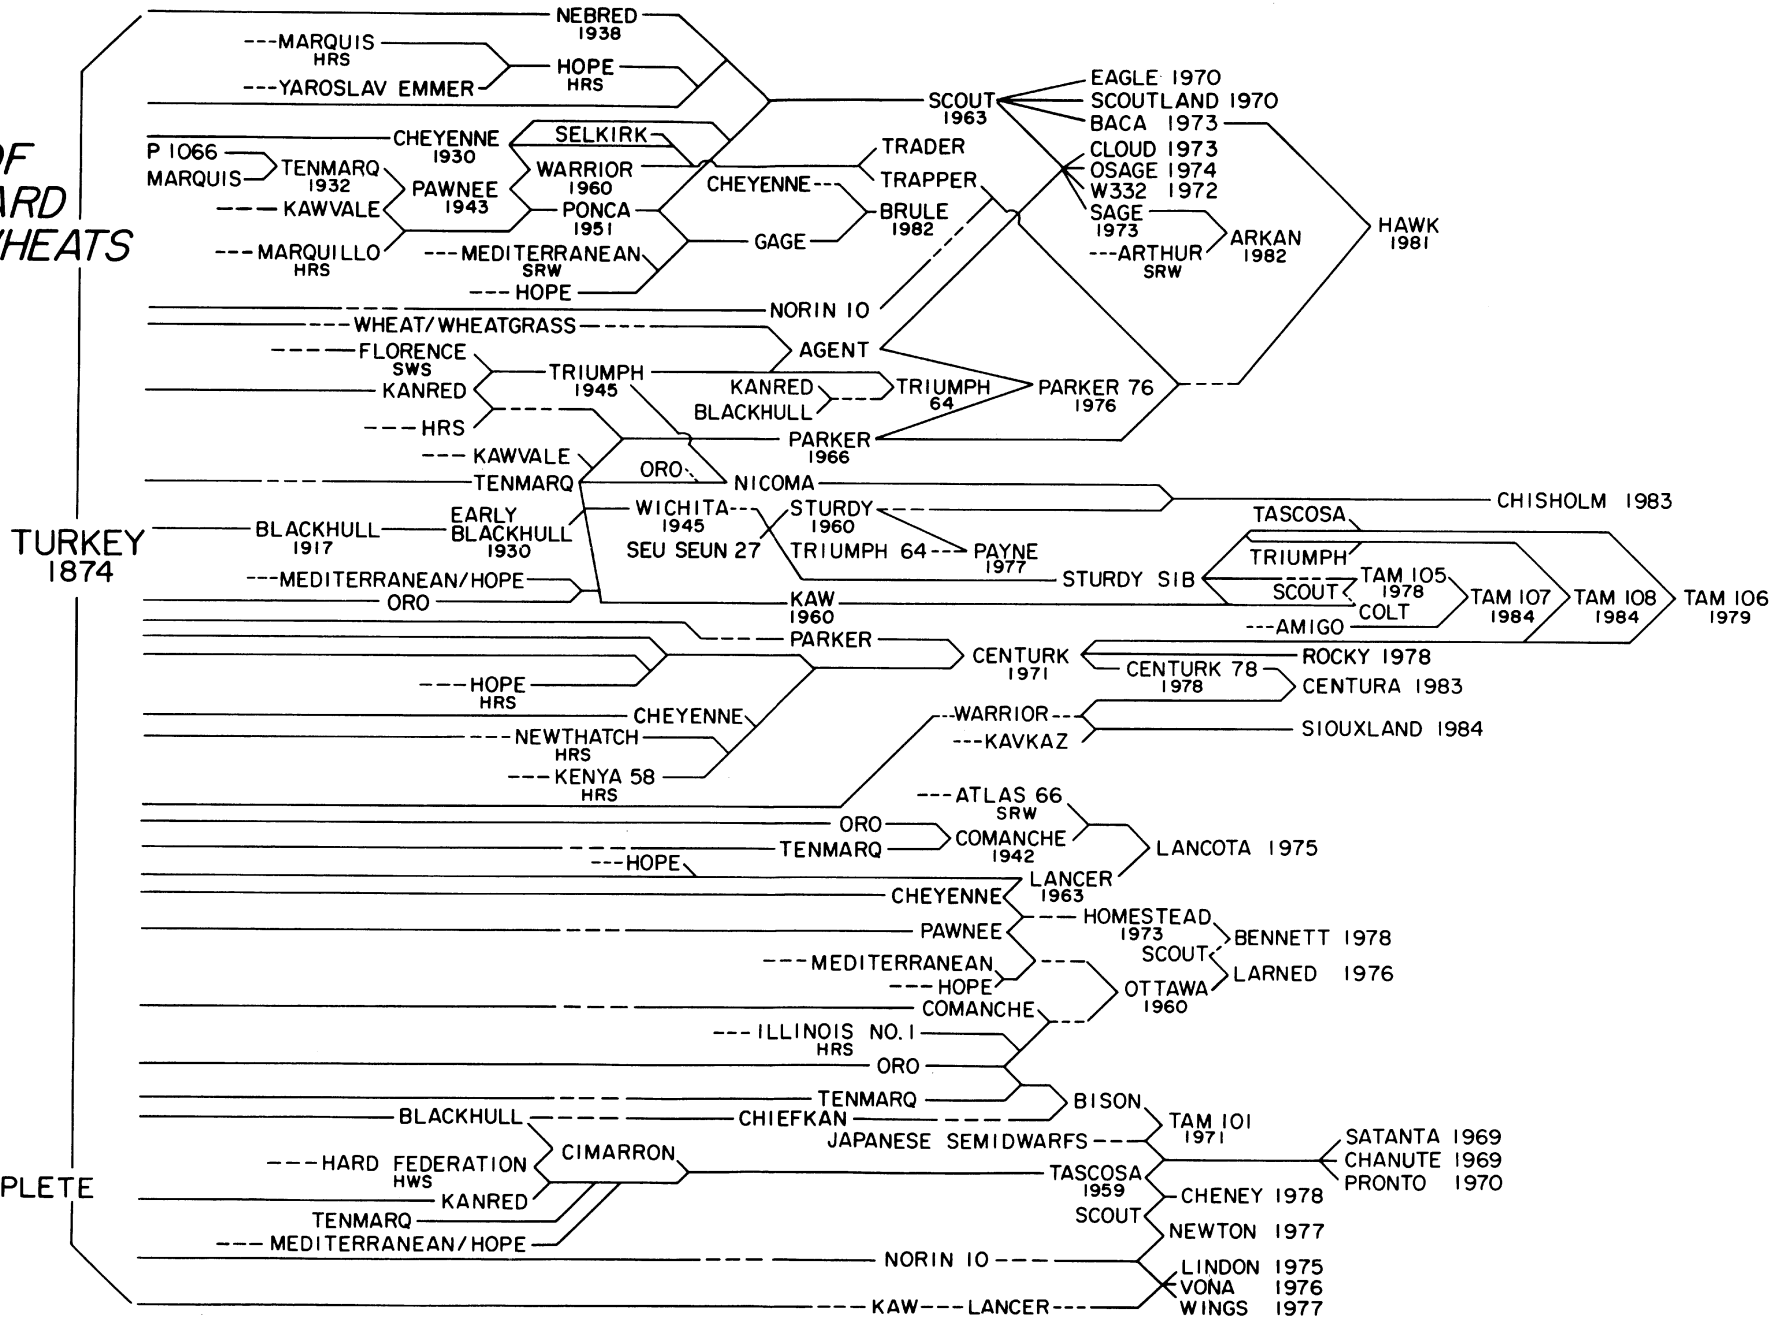 NEBRED
1938
---MARQUIS
HRS
HOPE
HRS
---YAROSLAV EMMER
EAGLE 1970
SCOUT
1963
SCOUTLAND 1970
BACA 1973
OF
ARD
WHEATS
SELKIRK
CHEYENNE
1930
TRADER
CLOUD 1973
P 1066
MARQUIS
TENMARQ
1932
WARRIOR
1960
OSAGE 1974
PAWNEE
1943
CHEYENNE---
TRAPPER
W332 1972
KAWVALE
PONCA
1951
BRULE
1982
SAGE
1973
HAWK
1981
---MARQUILLO
HRS
---MEDITERRANEAN
SRW
GAGE
---ARTHUR
SRW
ARKAN
1982
---HOPE
NORIN 10
---WHEAT/WHEATGRASS---
----FLORENCE
SWS
AGENT
KANRED
TRIUMPH
1945
KANRED
BLACKHULL
TRIUMPH
64
PARKER 76
1976
---HRS
PARKER
1966
---KAWVALE
ORO
TENMARQ
NICOMA
CHISHOLM 1983
TURKEY
1874
BLACKHULL
1917
EARLY
BLACKHULL
1930
WICHITA--
1945
STURDY
1960
TASCOSA
SEU SEUN 27
TRIUMPH 64---
PAYNE
1977
TRIUMPH
---MEDITERRANEAN/HOPE
STURDY SIB
TAM 105
1978
SCOUT
ORO
KAW
1960
COLT
TAM 107
1984
TAM 108
1984
TAM 106
1979
---AMIGO
PARKER
CENTURK
1971
ROCKY 1978
CENTURK 78
1978
CENTURA 1983
---HOPE
HRS
CHEYENNE
--WARRIOR--
---KAVKAZ
SIOUXLAND 1984
---NEWTHATCH
HRS
---KENYA 58
HRS
---ATLAS 66
SRW
ORO
COMANCHE
1942
LANCOTA 1975
TENMARQ
---HOPE
LANCER
1963
CHEYENNE
HOMESTEAD
1973
PAWNEE
BENNETT 1978
SCOUT
---MEDITERRANEAN
---HOPE
LARNED 1976
OTTAWA
1960
COMANCHE
---ILLINOIS NO. 1
HRS
ORO
TENMARQ
BISON
BLACKHULL
CHIEFKAN
TAM 101
1971
JAPANESE SEMIDWARFS---
SATANTA 1969
CHANUTE 1969
PRONTO 1970
CIMARRON
---HARD FEDERATION
HWS
TASCOSA
1959
PLETE
KANRED
CHENEY 1978
TENMARQ
SCOUT
NEWTON 1977
---MEDITERRANEAN/HOPE
NORIN 10----
LINDON 1975
VONA 1976
WINGS 1977
----KAW---LANCER---